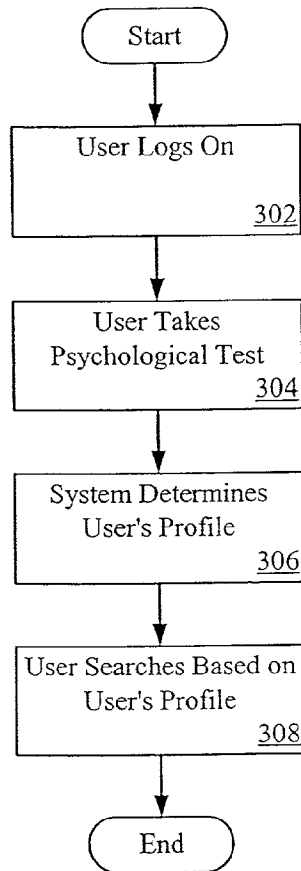 Start
User Logs On
302
User Takes
Psychological Test
304
System Determines
User's Profile
306
User Searches Based on
User's Profile
308
End